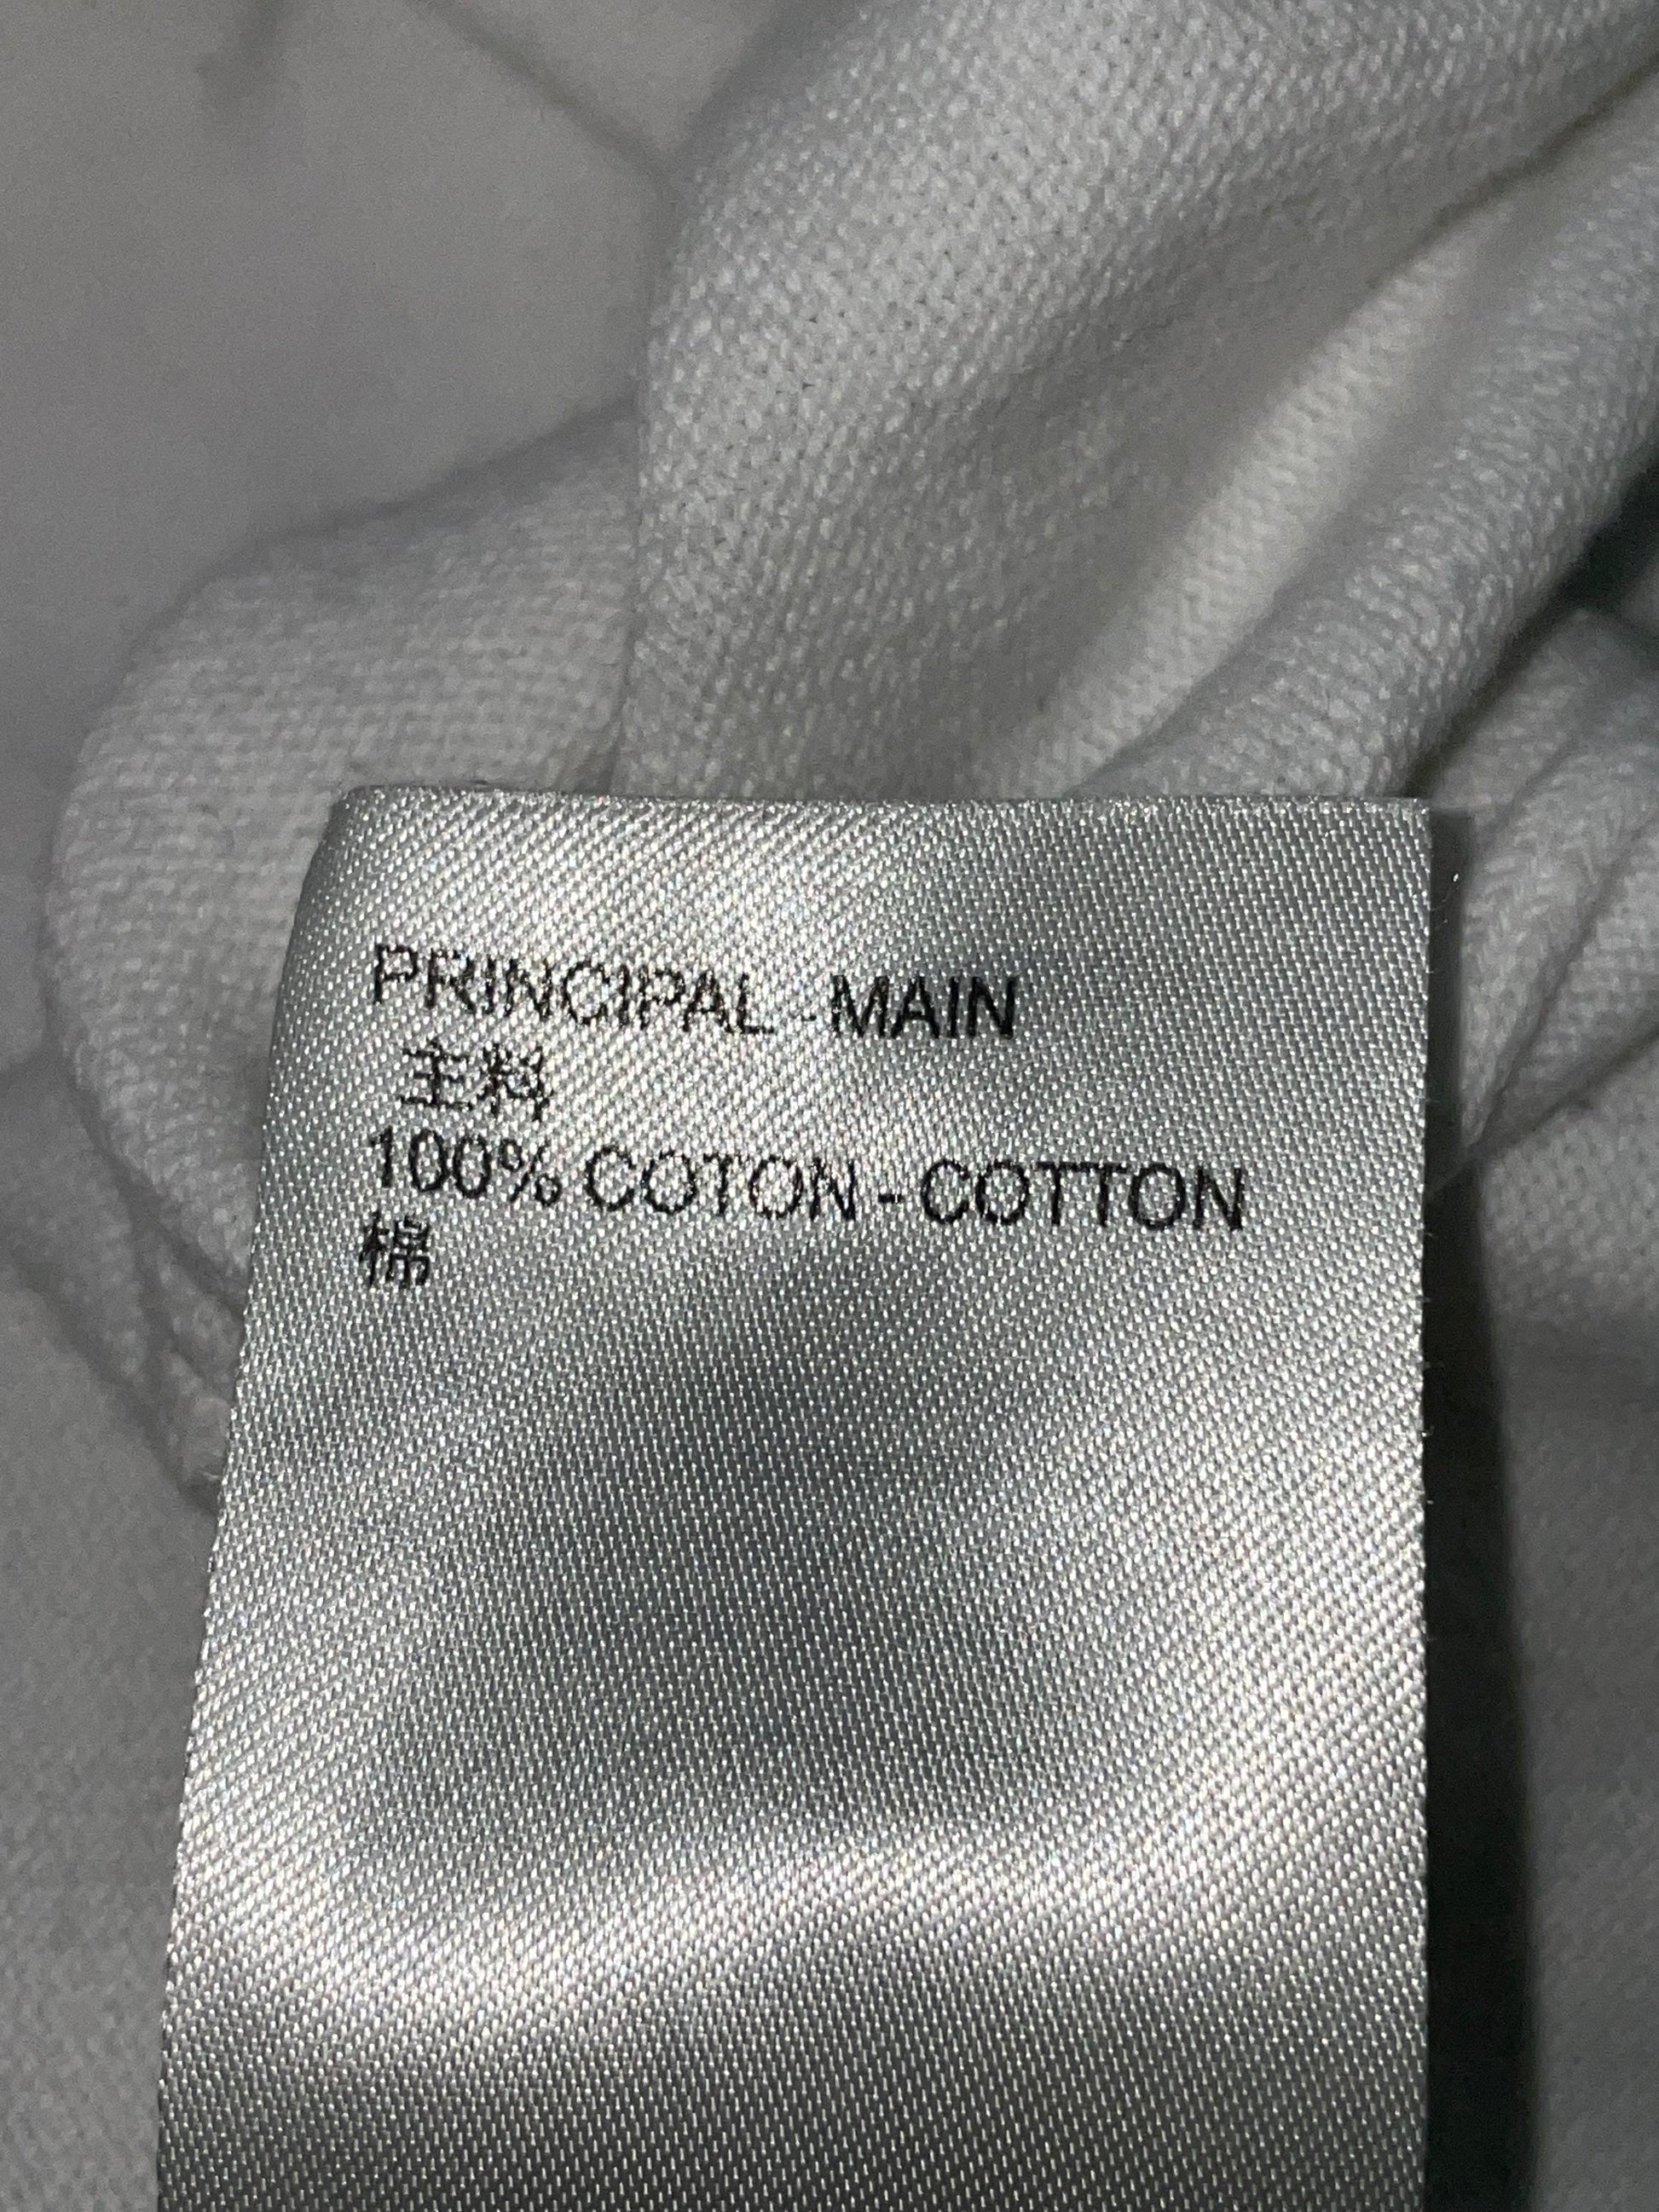 PRINCIPAL - MAIN
主料
100% COTON - COTTON
棉